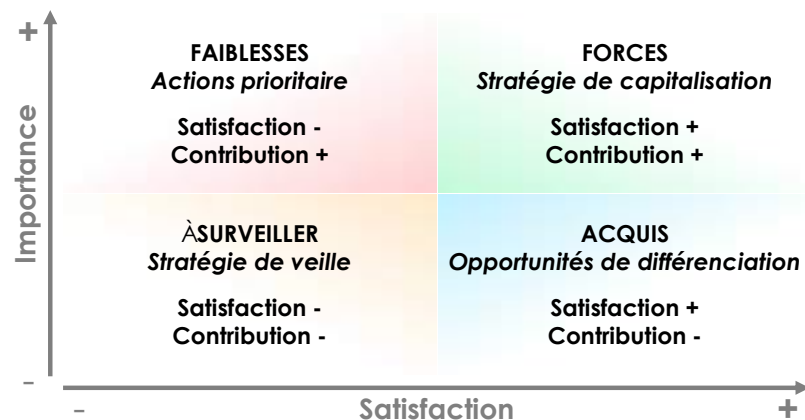 +
Importance
-
FAIBLESSES
Actions prioritaire
Satisfaction -
Contribution +
FORCES
Stratégie de capitalisation
Satisfaction +
Contribution +
ÀSURVEILLER
Stratégie de veille
Satisfaction -
Contribution -
ACQUIS
Opportunités de différenciation
Satisfaction +
Contribution -
-
Satisfaction
+